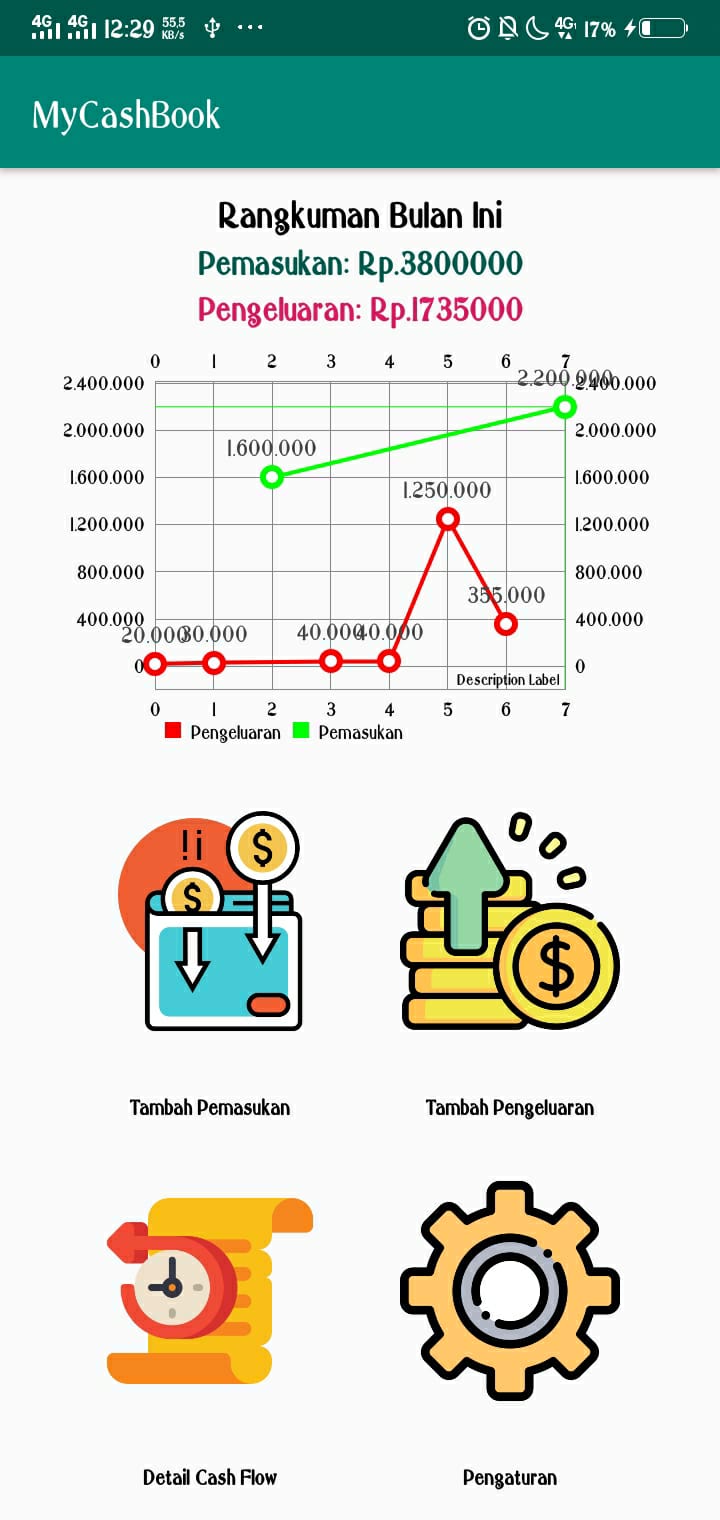 4G 4G 12:29 55,5 KB/s ... 4G 17%
MyCashBook
Rangkuman Bulan Ini
Pemasukan: Rp.3800000
Pengeluaran: Rp.1735000
0 1 2 3 4 5 6 7
2.200.000
2.400.000 2.400.000
2.000.000 2.000.000
1.600.000
1.600.000 1.600.000
1.250.000
1.200.000 1.200.000
800.000 800.000
355.000
400.000 400.000
20.000 30.000 40.000 40.000
0 0
Description Label
0 1 2 3 4 5 6 7
Pengeluaran Pemasukan
!i $ $
$
Tambah Pemasukan Tambah Pengeluaran
Detail Cash Flow Pengaturan